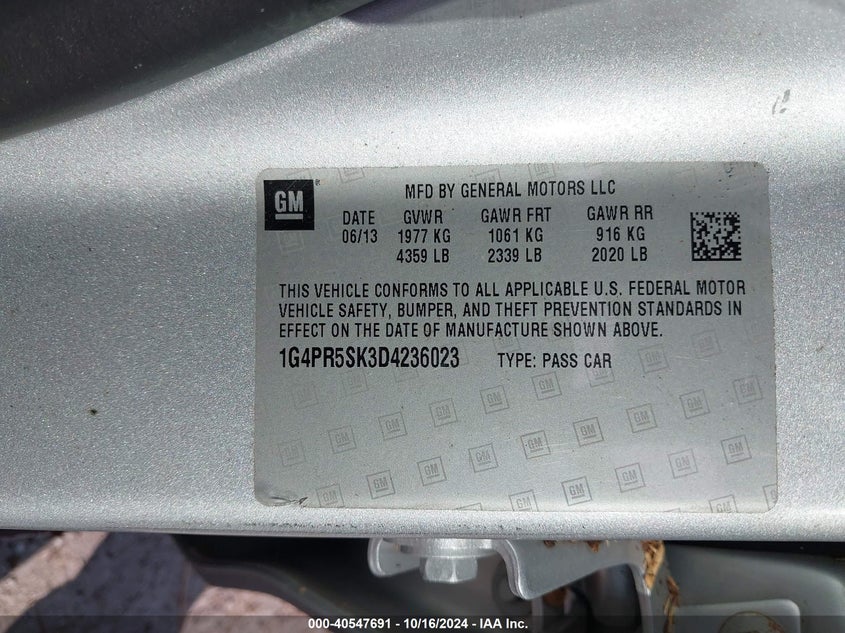 GM
MFD BY GENERAL MOTORS LLC
DATE GVWR GAWR FRT GAWR RR
06/13 1977 KG 1061 KG 916 KG
4359 LB 2339 LB 2020 LB
THIS VEHICLE CONFORMS TO ALL APPLICABLE U.S. FEDERAL MOTOR
VEHICLE SAFETY, BUMPER, AND THEFT PREVENTION STANDARDS IN
EFFECT ON THE DATE OF MANUFACTURE SHOWN ABOVE.
1G4PR5SK3D4236023 TYPE: PASS CAR
000-40547691 - 10/16/2024 - IAA Inc.